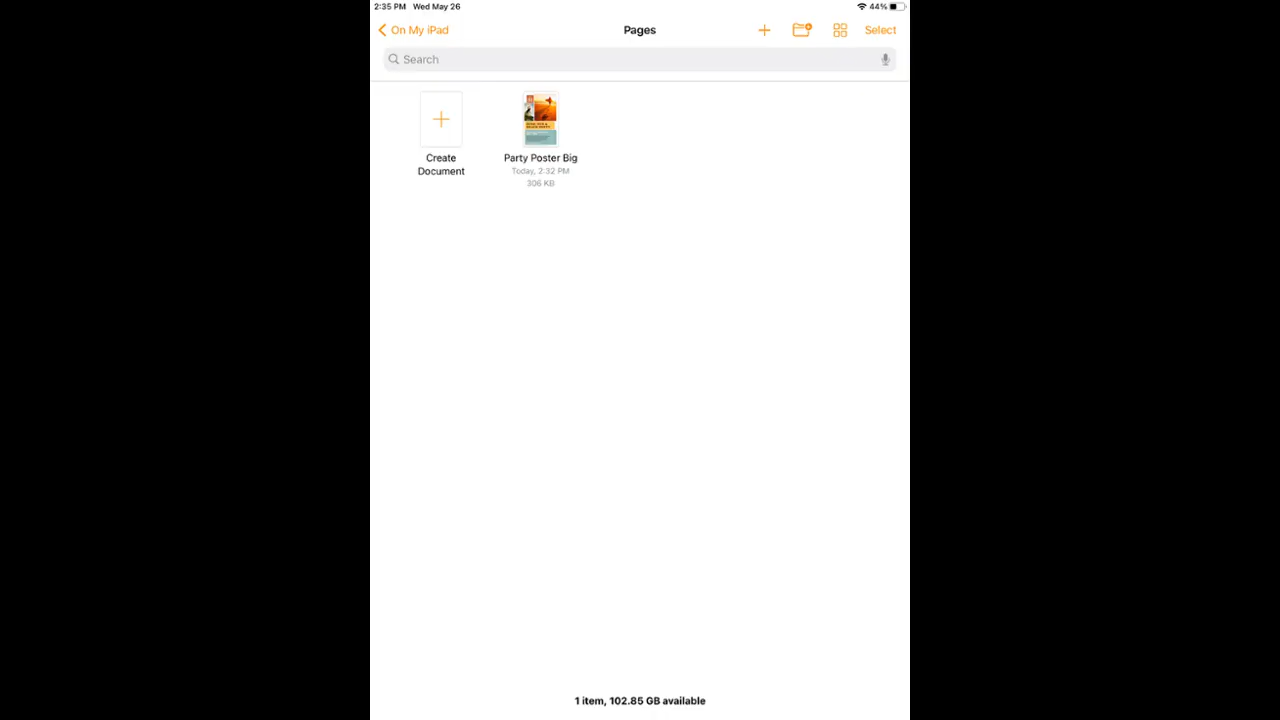 2:35 PM Wed May 26 44%
On My iPad Pages Select
Search
Create
Document
Party Poster Big
Today, 2:32 PM
306 KB
1 item, 102.85 GB available